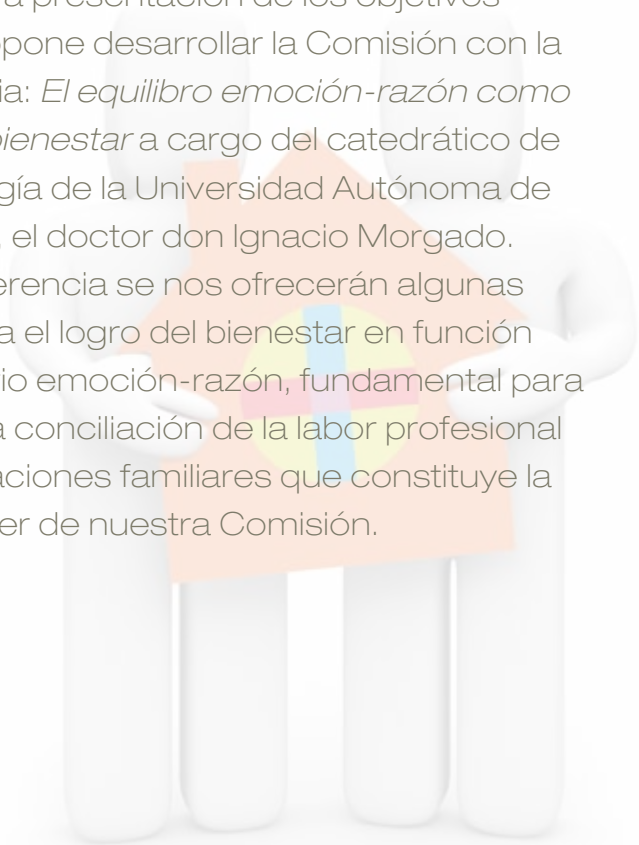 a presentación de los objetivos
opone desarrollar la Comisión con la
ia: El equilibro emoción-razón como
bienestar a cargo del catedrático de
gía de la Universidad Autónoma de
, el doctor don Ignacio Morgado.
erencia se nos ofrecerán algunas
a el logro del bienestar en función
io emoción-razón, fundamental para
a conciliación de la labor profesional
aciones familiares que constituye la
er de nuestra Comisión.